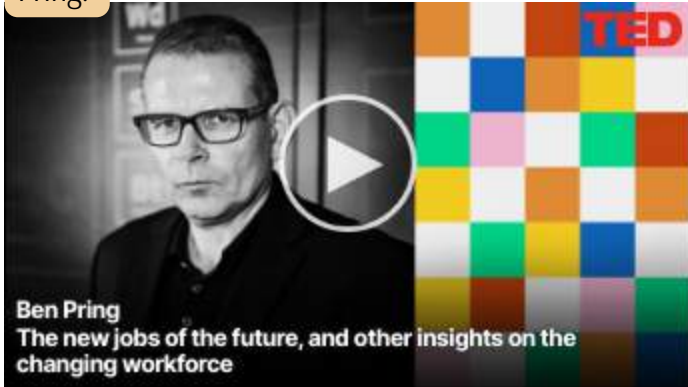 Pring.
TED
Ben Pring
The new jobs of the future, and other insights on the
changing workforce